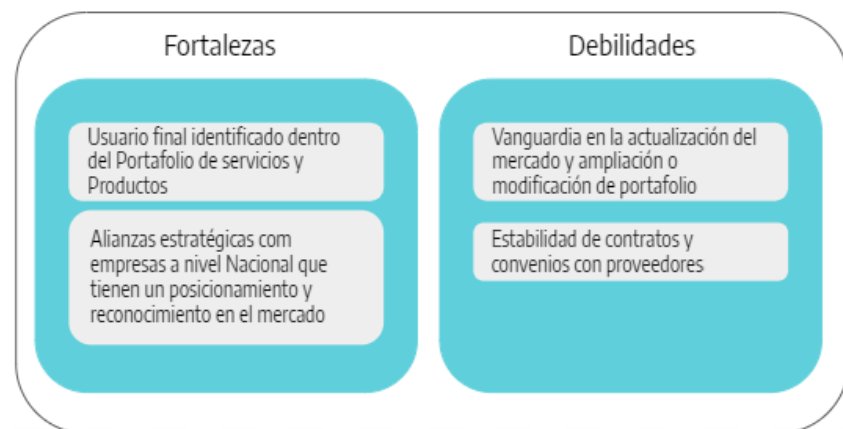 Fortalezas
Usuario final identificado dentro
del Portafolio de servicios y
Productos
Alianzas estratégicas com
empresas a nivel Nacional que
tienen un posicionamiento y
reconocimiento en el mercado
Debilidades
Vanguardia en la actualización del
mercado y ampliación o
modificación de portafolio
Estabilidad de contratos y
convenios con proveedores